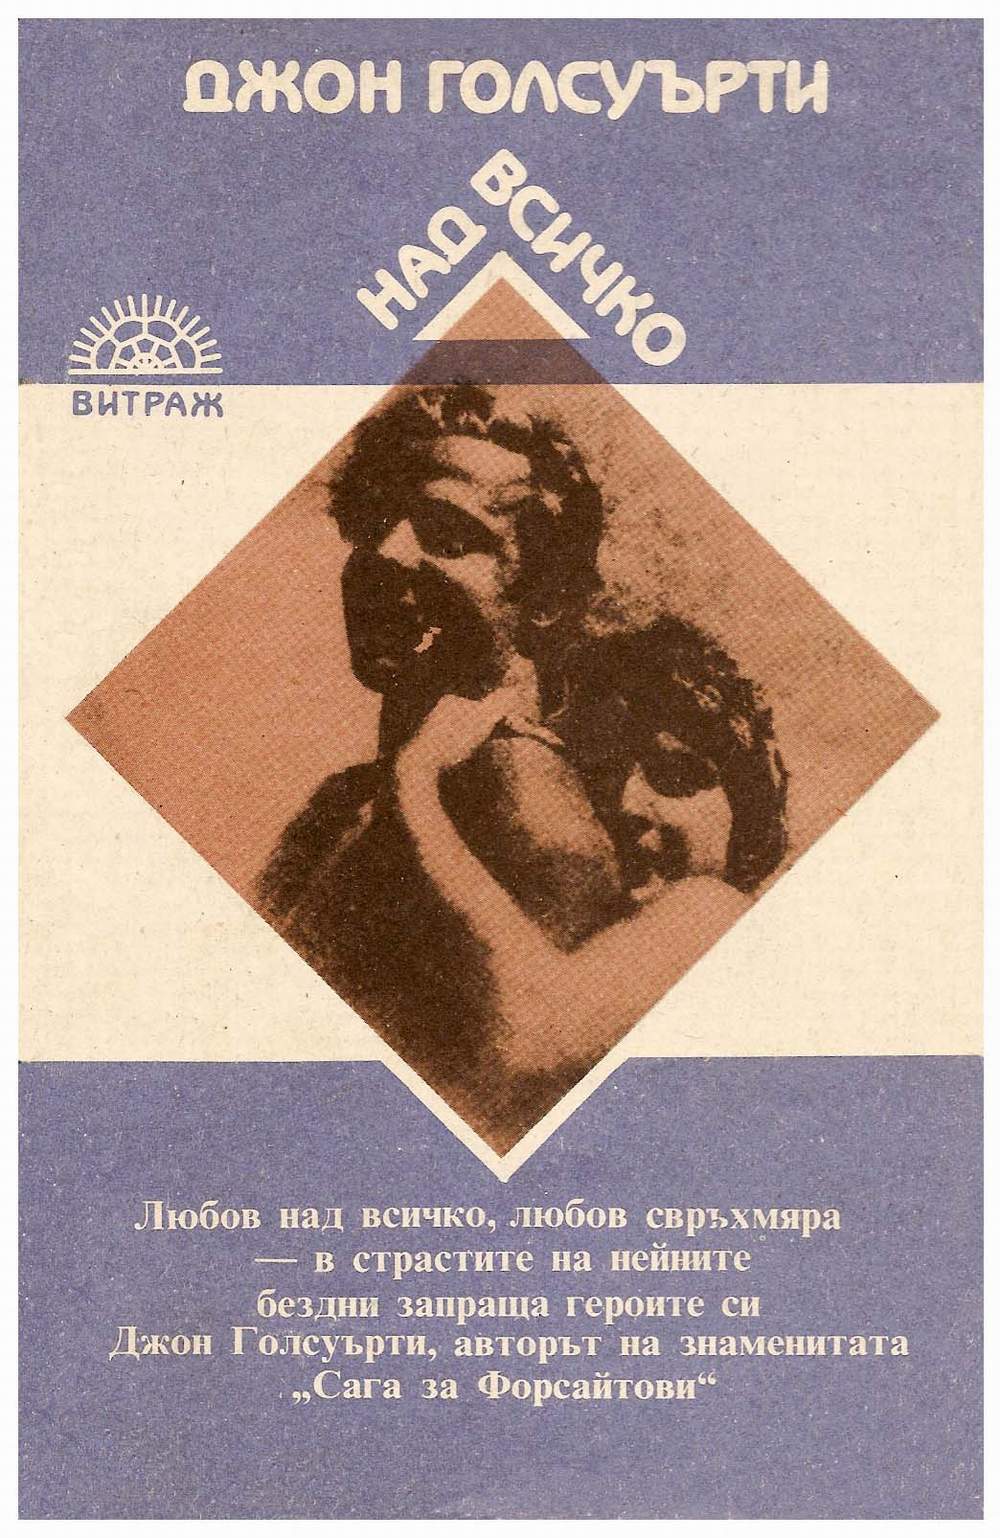 ДЖОН ГОЛСУЪРТИ
НАД ВСИЧКО
ВИТРАЖ
Любов над всичко, любов свръхмяра
— в страстите на нейните
бездни запраща героите си
Джон Голсуърти, авторът на знаменитата
„Сага за Форсайтови“